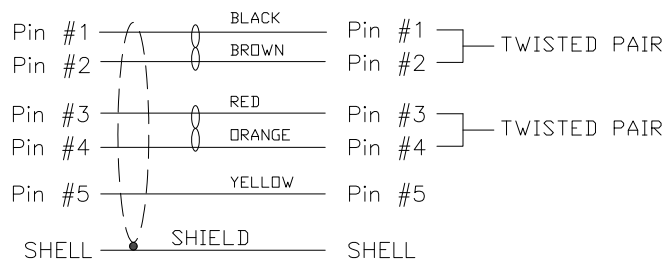 Pin #1 BLACK Pin #1
BROWN TWISTED PAIR
Pin #2 Pin #2
RED
Pin #3 Pin #3
ORANGE TWISTED PAIR
Pin #4 Pin #4
YELLOW
Pin #5 Pin #5
SHIELD
SHELL SHELL